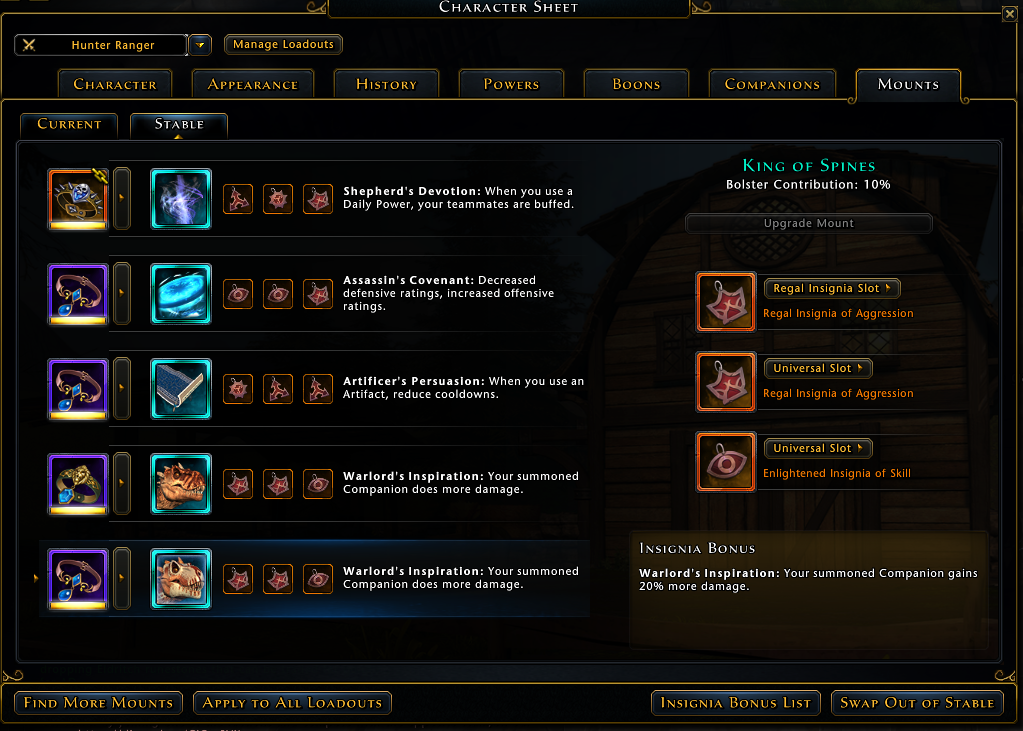 Character Sheet
Hunter Ranger
Manage Loadouts
Character
Appearance
History
Powers
Boons
Companions
Mounts
Current
Stable
Shepherd's Devotion: When you use a
Daily Power, your teammates are buffed.
Assassin's Covenant: Decreased
defensive ratings, increased offensive
ratings.
Artificer's Persuasion: When you use an
Artifact, reduce cooldowns.
Warlord's Inspiration: Your summoned
Companion does more damage.
Warlord's Inspiration: Your summoned
Companion does more damage.
King of Spines
Bolster Contribution: 10%
Upgrade Mount
Regal Insignia Slot
Regal Insignia of Aggression
Universal Slot
Regal Insignia of Aggression
Universal Slot
Enlightened Insignia of Skill
Insignia Bonus
Warlord's Inspiration: Your summoned Companion gains
20% more damage.
Find More Mounts
Apply to All Loadouts
Insignia Bonus List
Swap Out of Stable